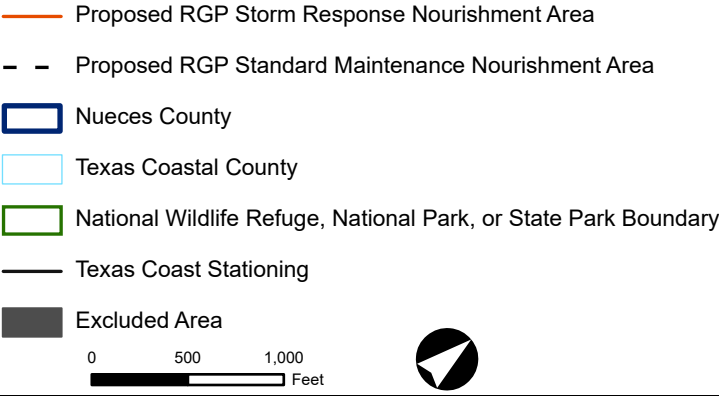 Proposed RGP Storm Response Nourishment Area
Proposed RGP Standard Maintenance Nourishment Area
Nueces County
Texas Coastal County
National Wildlife Refuge, National Park, or State Park Boundary
Texas Coast Stationing
Excluded Area
0 500 1,000
Feet